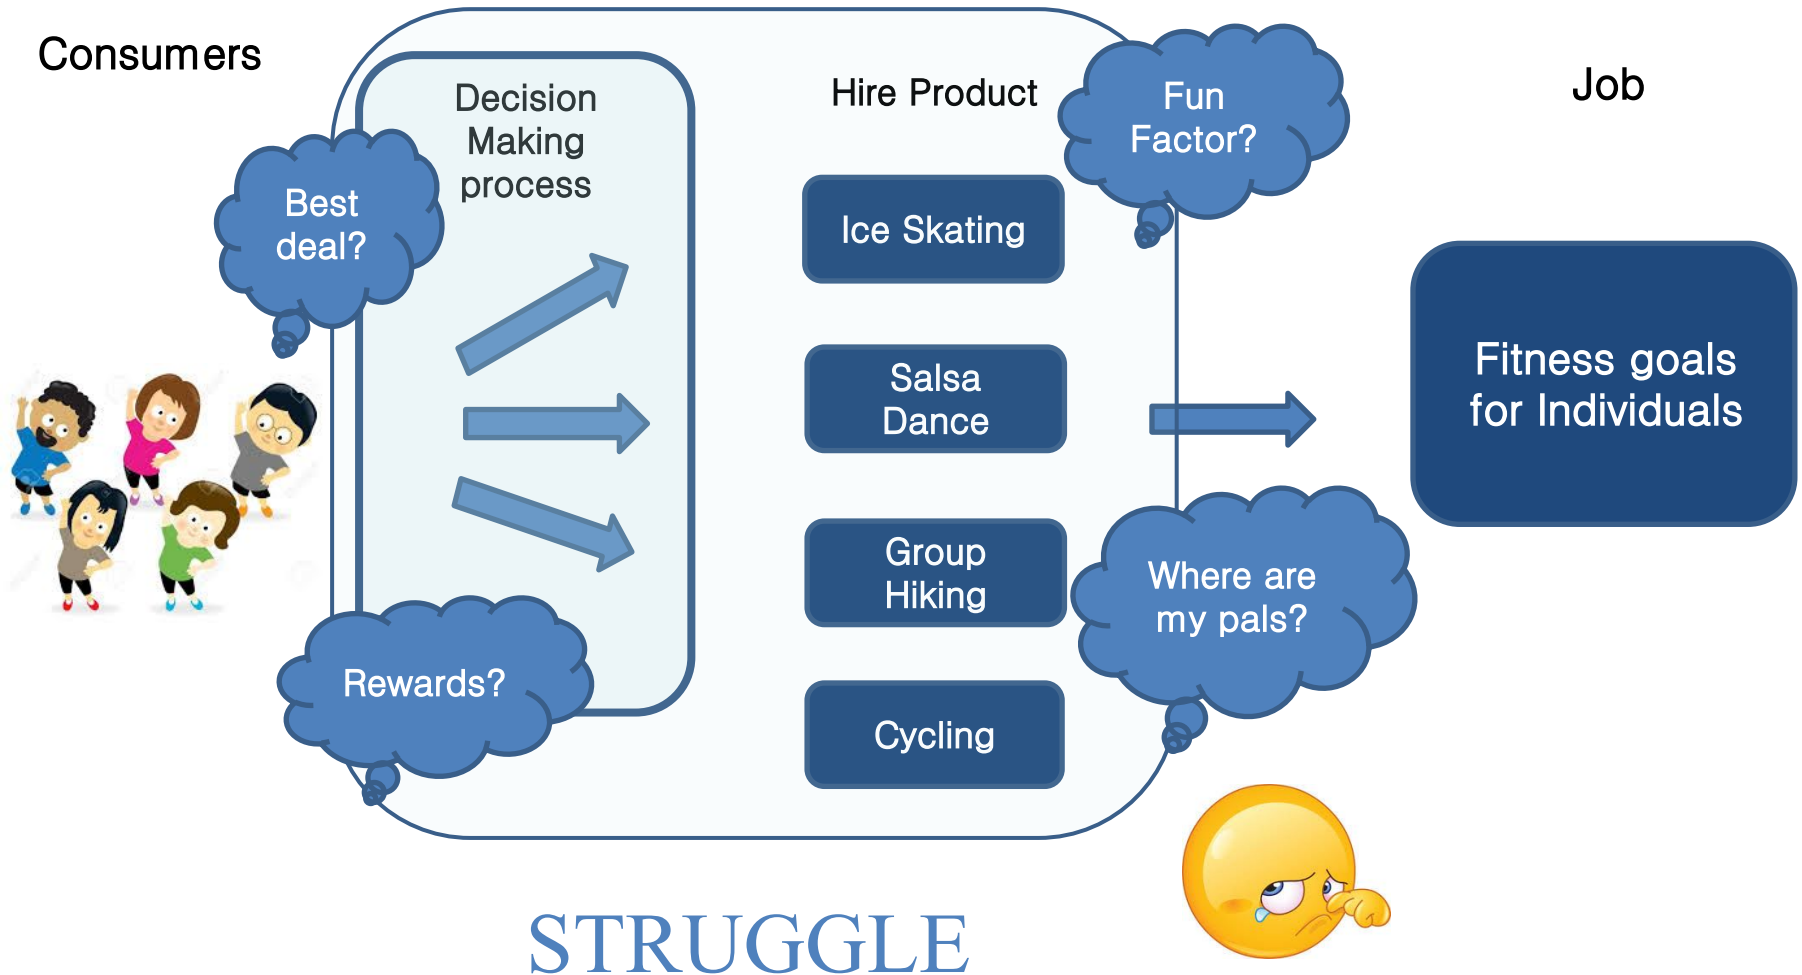 Consumers
Decision
Making
process
Hire Product
Job
Best
deal?
Fun
Factor?
Ice Skating
Salsa
Dance
Group
Hiking
Cycling
Fitness goals
for Individuals
Where are
my pals?
Rewards?
STRUGGLE